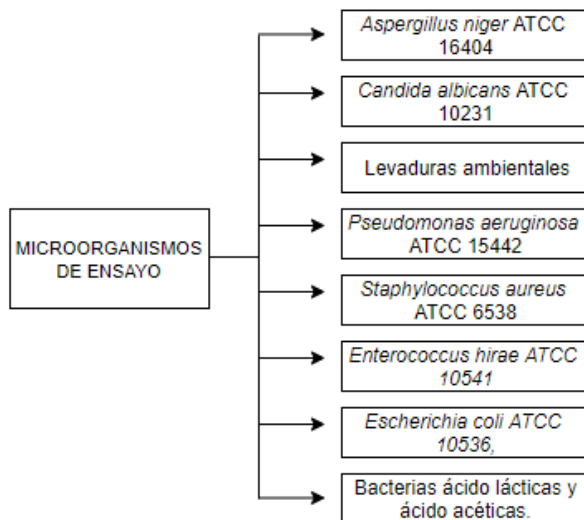 Aspergillus niger ATCC
16404
Candida albicans ATCC
10231
Levaduras ambientales
MICROORGANISMOS
DE ENSAYO
Pseudomonas aeruginosa
ATCC 15442
Staphylococcus aureus
ATCC 6538
Enterococcus hirae ATCC
10541
Escherichia coli ATCC
10536,
Bacterias ácido lácticas y
ácido acéticas.